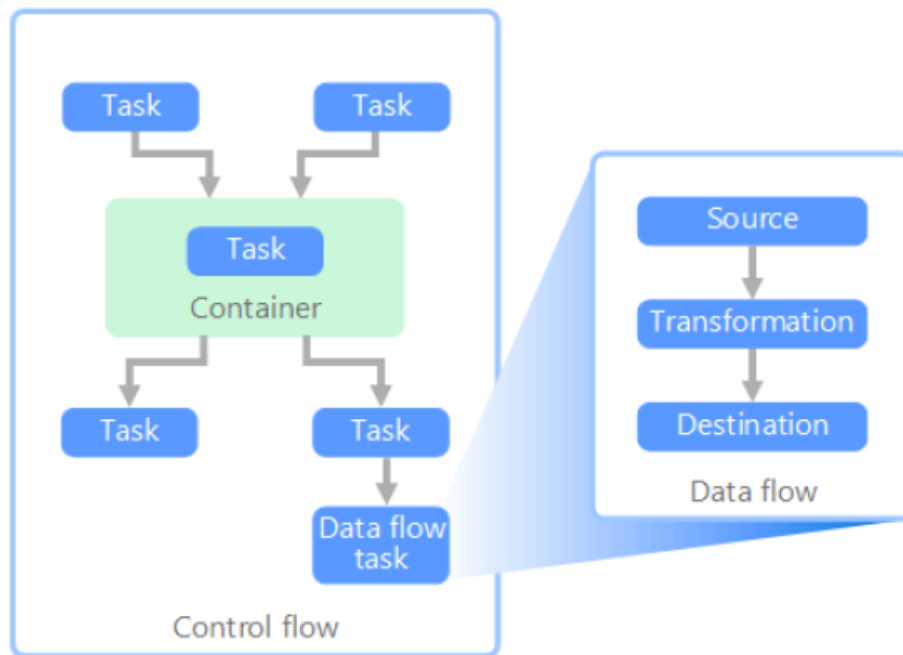 Task
Task
Task
Container
Task
Task
Data flow
task
Control flow
Source
Transformation
Destination
Data flow